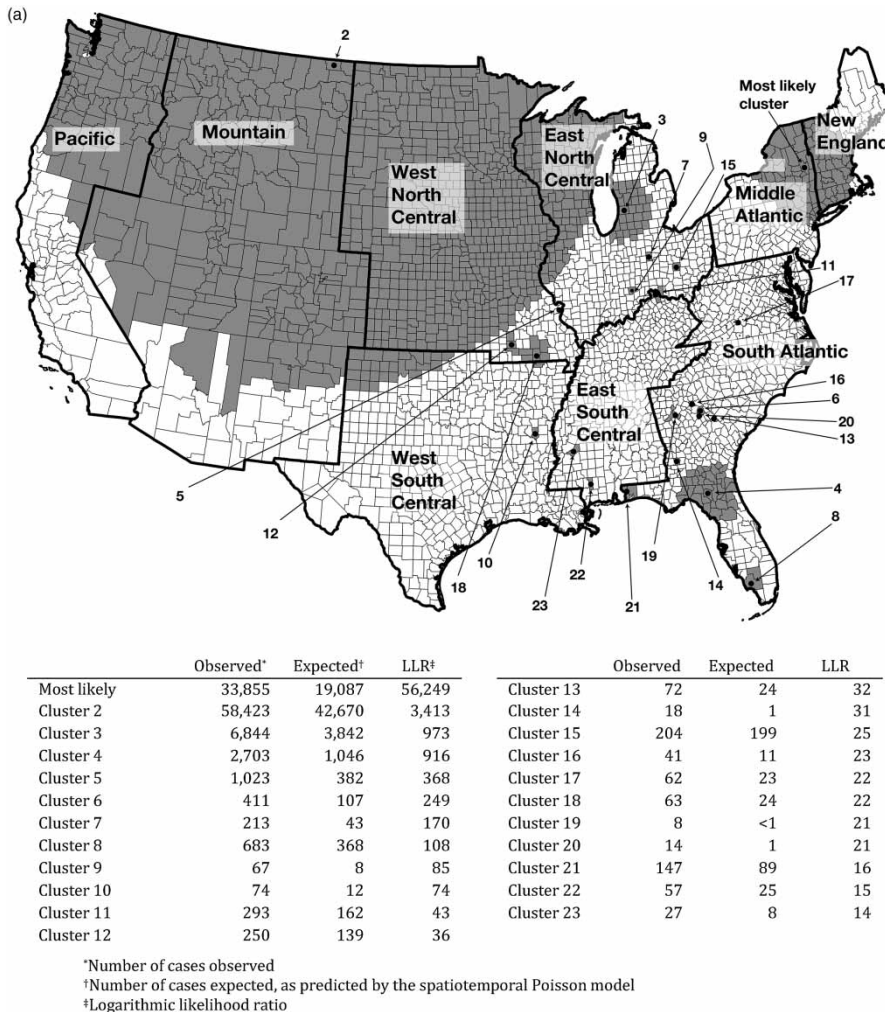 (a)
2
Most likely
cluster
New
England
Pacific
Mountain
East
North
Central
3
9
7
15
West
North
Central
Middle
Atlantic
11
17
South Atlantic
16
6
20
13
East
South
Central
West
South
Central
5
12
4
8
10
18
22
23
21
19
14
Observed* Expected† LLR‡
Most likely 33,855 19,087 56,249
Cluster 2 58,423 42,670 3,413
Cluster 3 6,844 3,842 973
Cluster 4 2,703 1,046 916
Cluster 5 1,023 382 368
Cluster 6 411 107 249
Cluster 7 213 43 170
Cluster 8 683 368 108
Cluster 9 67 8 85
Cluster 10 74 12 74
Cluster 11 293 162 43
Cluster 12 250 139 36
Observed Expected LLR
Cluster 13 72 24 32
Cluster 14 18 1 31
Cluster 15 204 199 25
Cluster 16 41 11 23
Cluster 17 62 23 22
Cluster 18 63 24 22
Cluster 19 8 <1 21
Cluster 20 14 1 21
Cluster 21 147 89 16
Cluster 22 57 25 15
Cluster 23 27 8 14
*Number of cases observed
†Number of cases expected, as predicted by the spatiotemporal Poisson model
‡Logarithmic likelihood ratio